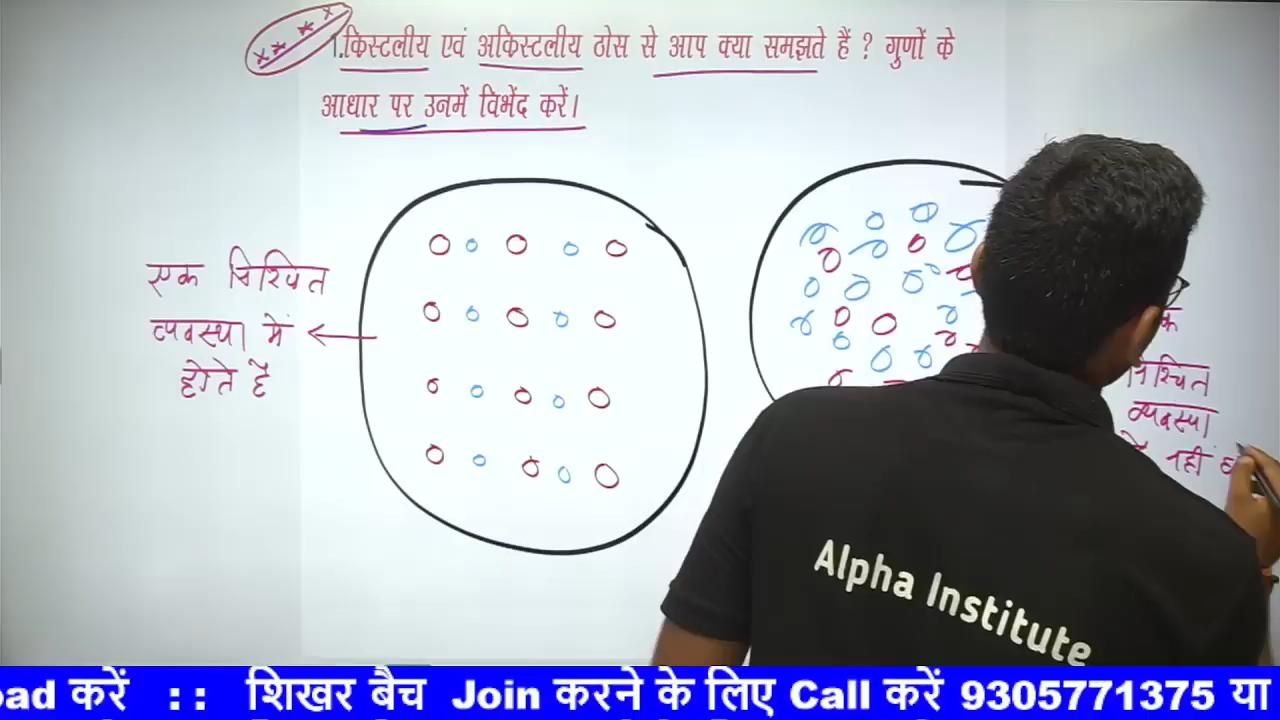 1.किस्टलीय एवं अकिस्टलीय ठोस से आप क्या समझते हैं ? गुणों के
आधार पर उनमें विभेंद करें।
एक निश्चित
व्यवस्था में
होते है
निश्चित
व्यवस्था
नहीं
Alpha Institute
करें :: शिखर बैच Join करने के लिए Call करें 9305771375 या